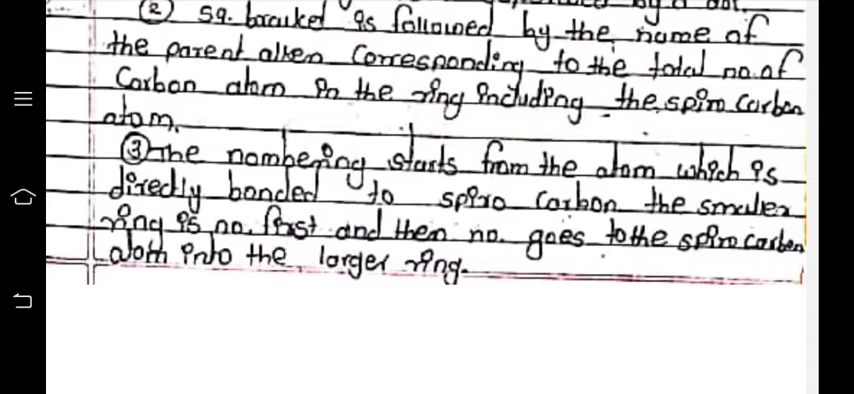 by a dot.
② Sq. bracuked is followed by the name of
the parent alken corresponding to the total no. of
Carbon atom in the ring including the spiro carbon
atom.
③ The nombering starts from the atom which is
directly bonded to spiro carbon the smaller
ring is no. first and then no. goes to the spiro carbon
atom into the larger ring.